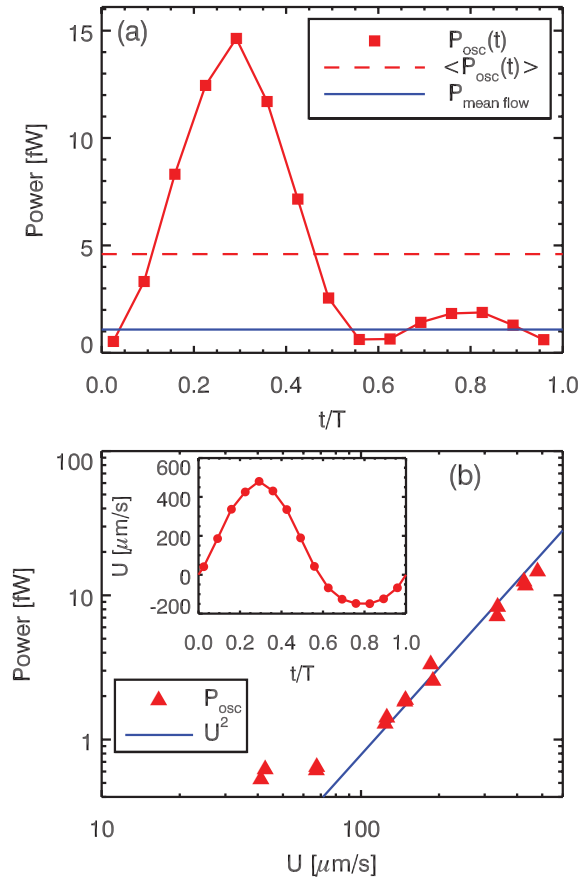 (a)
P_osc(t)
<P_osc(t)>
P_mean flow
Power [fW]
15
10
5
0
0.0 0.2 0.4 0.6 0.8 1.0
t/T
(b)
Power [fW]
100
10
1
U [μm/s]
600
400
200
0
-200
0.0 0.2 0.4 0.6 0.8 1.0
t/T
P_osc
U^2
10 100
U [μm/s]